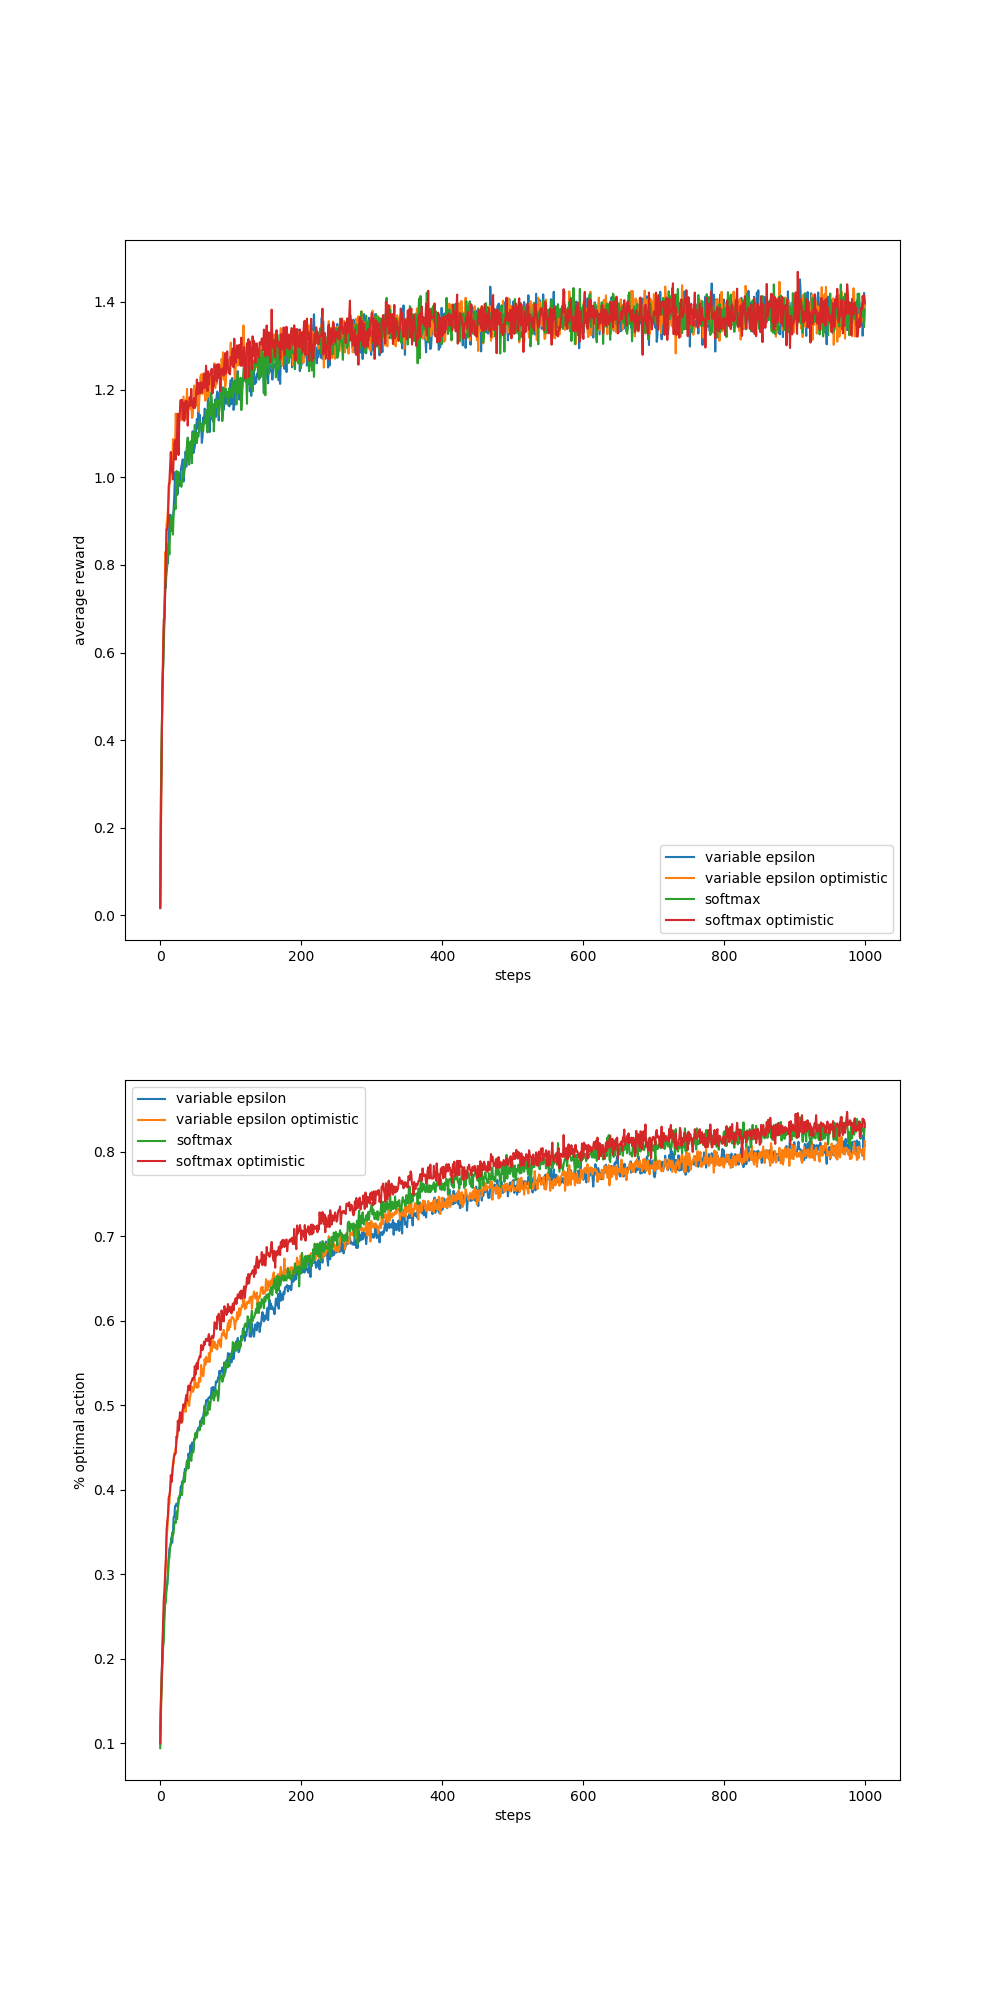 1.4
1.2
1.0
0.8
0.6
0.4
0.2
0.0
average reward
variable epsilon
variable epsilon optimistic
softmax
softmax optimistic
0 200 400 600 800 1000
steps
variable epsilon
variable epsilon optimistic
softmax
softmax optimistic
0.8
0.7
0.6
0.5
0.4
0.3
0.2
0.1
% optimal action
0 200 400 600 800 1000
steps